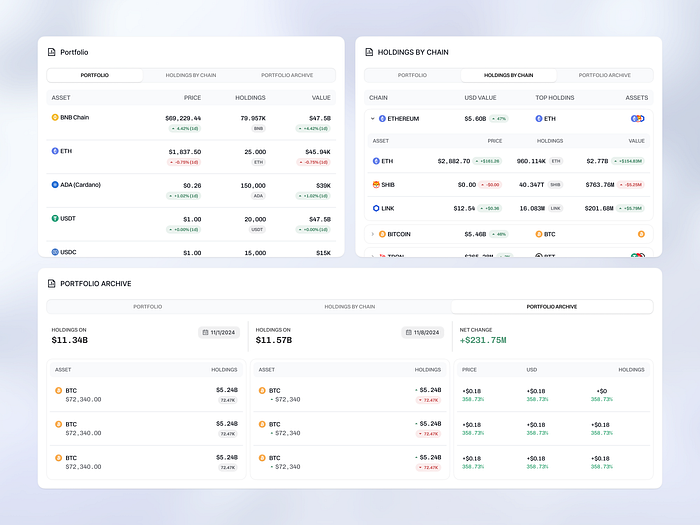 Portfolio
PORTFOLIO HOLDINGS BY CHAIN PORTFOLIO ARCHIVE
ASSET PRICE HOLDINGS VALUE
BNB Chain $69,229.44 79.957K $47.5B
4.42%(1d) BNB +4.42%(1d)
ETH $1,837.50 25.000 $45.94K
-0.75%(1d) ETH -0.75%(1d)
ADA (Cardano) $0.26 150,000 $39K
+1.02%(1d) ADA +1.02%(1d)
USDT $1.00 20,000 $47.5B
+0.00%(1d) USDT +0.00%(1d)
USDC $1.00 15,000 $15K
HOLDINGS BY CHAIN
PORTFOLIO HOLDINGS BY CHAIN PORTFOLIO ARCHIVE
CHAIN USD VALUE TOP HOLDINS ASSETS
ETHEREUM $5.60B 47% ETH
ASSET PRICE HOLDINGS VALUE
ETH $2,882.70 +$161.26 960.114K ETH $2.77B +$154.83M
SHIB $0.00 -$0.00 40.347T SHIB $763.76M -$5.25M
LINK $12.54 +$0.36 16.083M LINK $201.68M +$5.79M
BITCOIN $5.46B 46% BTC
PORTFOLIO ARCHIVE
PORTFOLIO HOLDINGS BY CHAIN PORTFOLIO ARCHIVE
HOLDINGS ON 11/1/2024 HOLDINGS ON 11/8/2024 NET CHANGE
$11.34B $11.57B +$231.75M
ASSET HOLDINGS ASSET HOLDINGS PRICE USD HOLDINGS
BTC $5.24B BTC $5.24B +$0.18 +$0.18 +$0
$72,340.00 72.47K $72,340 72.47K 358.73% 358.73% 358.73%
BTC $5.24B BTC $5.24B +$0.18 +$0.18 +$0.18
$72,340.00 72.47K $72,340 72.47K 358.73% 358.73% 358.73%
BTC $5.24B BTC $5.24B +$0.18 +$0.18 +$0.18
$72,340.00 72.47K $72,340 72.47K 358.73% 358.73% 358.73%